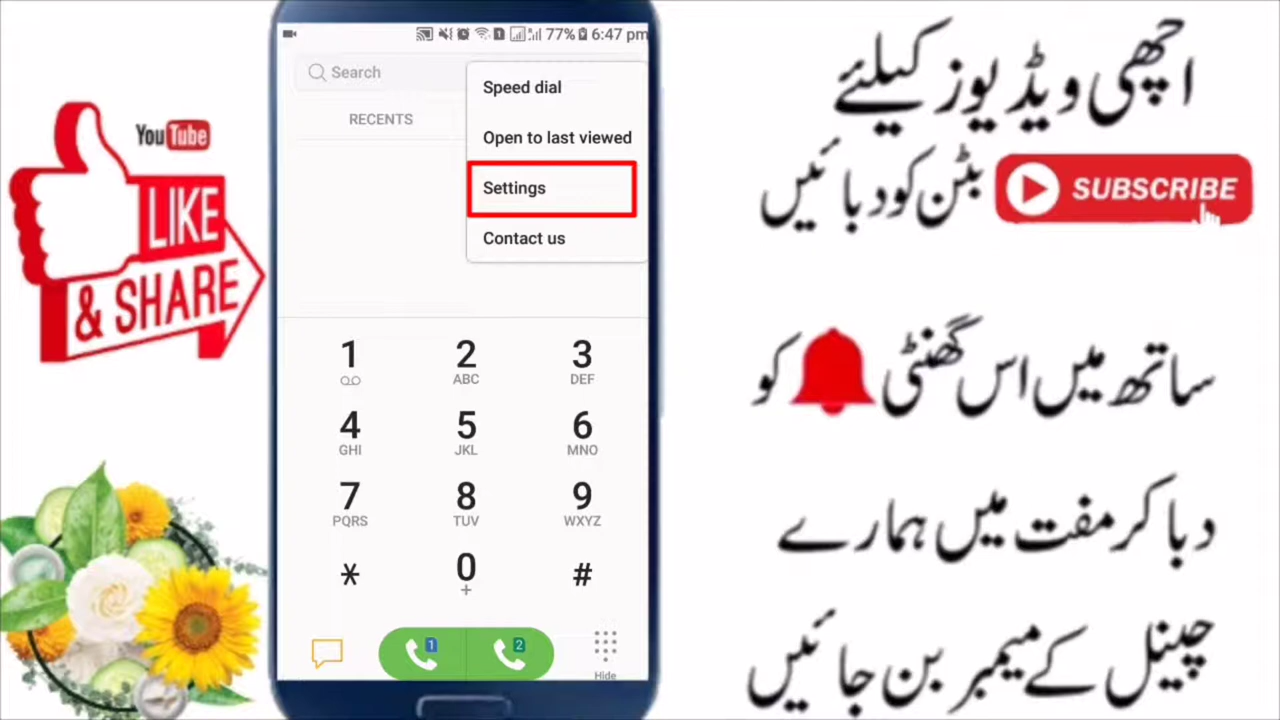 77% 6:47 pm
Search
Speed dial
RECENTS
Open to last viewed
Settings
Contact us
1
2 ABC
3 DEF
4 GHI
5 JKL
6 MNO
7 PQRS
8 TUV
9 WXYZ
*
0 +
#
1
2
Hide
YouTube
LIKE
& SHARE
اچھی ویڈیوز کیلئے
SUBSCRIBE بٹن کو دبائیں
ساتھ میں اس گھنٹی کو
دبا کر مفت میں ہمارے
چینل کے میمبر بن جائیں